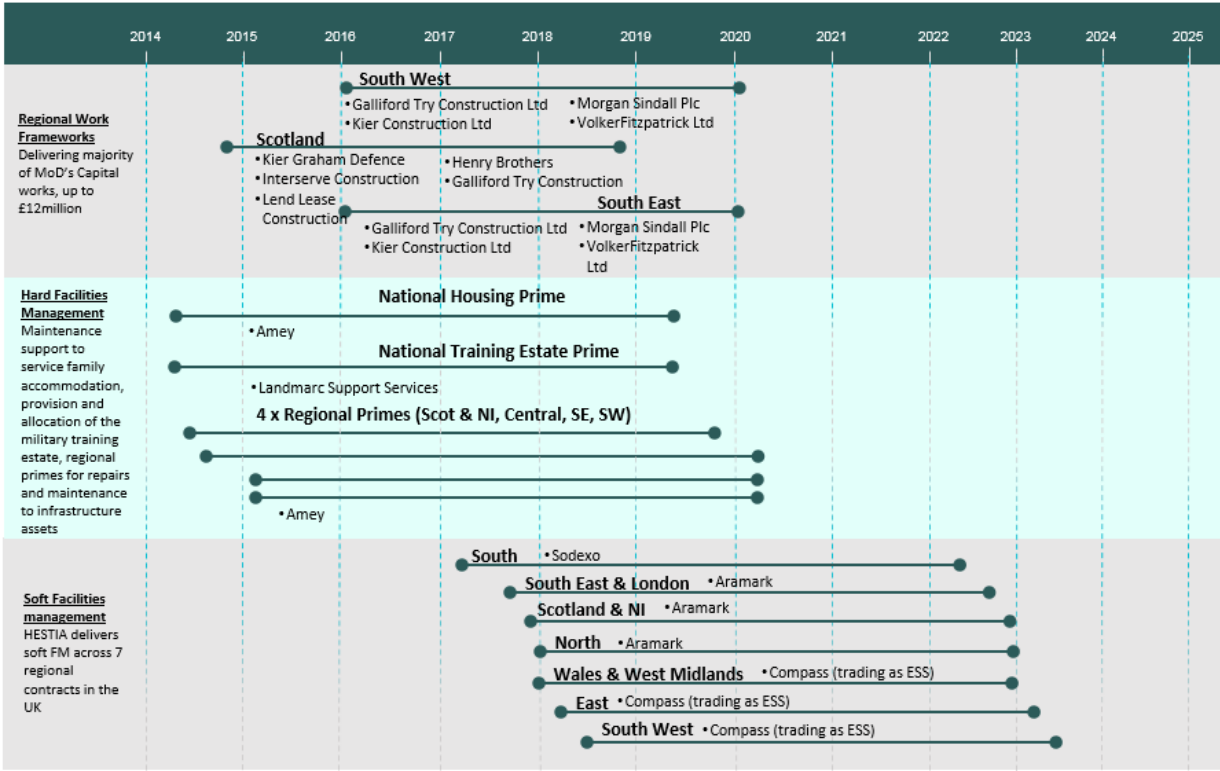 2014 2015 2016 2017 2018 2019 2020 2021 2022 2023 2024 2025
Regional Work
Frameworks
Delivering majority
of MoD's Capital
works, up to
£12million
South West
•Galliford Try Construction Ltd
•Kier Construction Ltd
•Morgan Sindall Plc
•VolkerFitzpatrick Ltd
Scotland
•Kier Graham Defence
•Interserve Construction
•Lend Lease
Construction
•Henry Brothers
•Galliford Try Construction
South East
•Galliford Try Construction Ltd
•Kier Construction Ltd
•Morgan Sindall Plc
•VolkerFitzpatrick
Ltd
Hard Facilities
Management
Maintenance
support to
service family
accommodation,
provision and
allocation of the
military training
estate, regional
primes for repairs
and maintenance
to infrastructure
assets
National Housing Prime
•Amey
National Training Estate Prime
•Landmarc Support Services
4 x Regional Primes (Scot & NI, Central, SE, SW)
•Amey
Soft Facilities
management
HESTIA delivers
soft FM across 7
regional
contracts in the
UK
South •Sodexo
South East & London •Aramark
Scotland & NI •Aramark
North •Aramark
Wales & West Midlands •Compass (trading as ESS)
East •Compass (trading as ESS)
South West •Compass (trading as ESS)